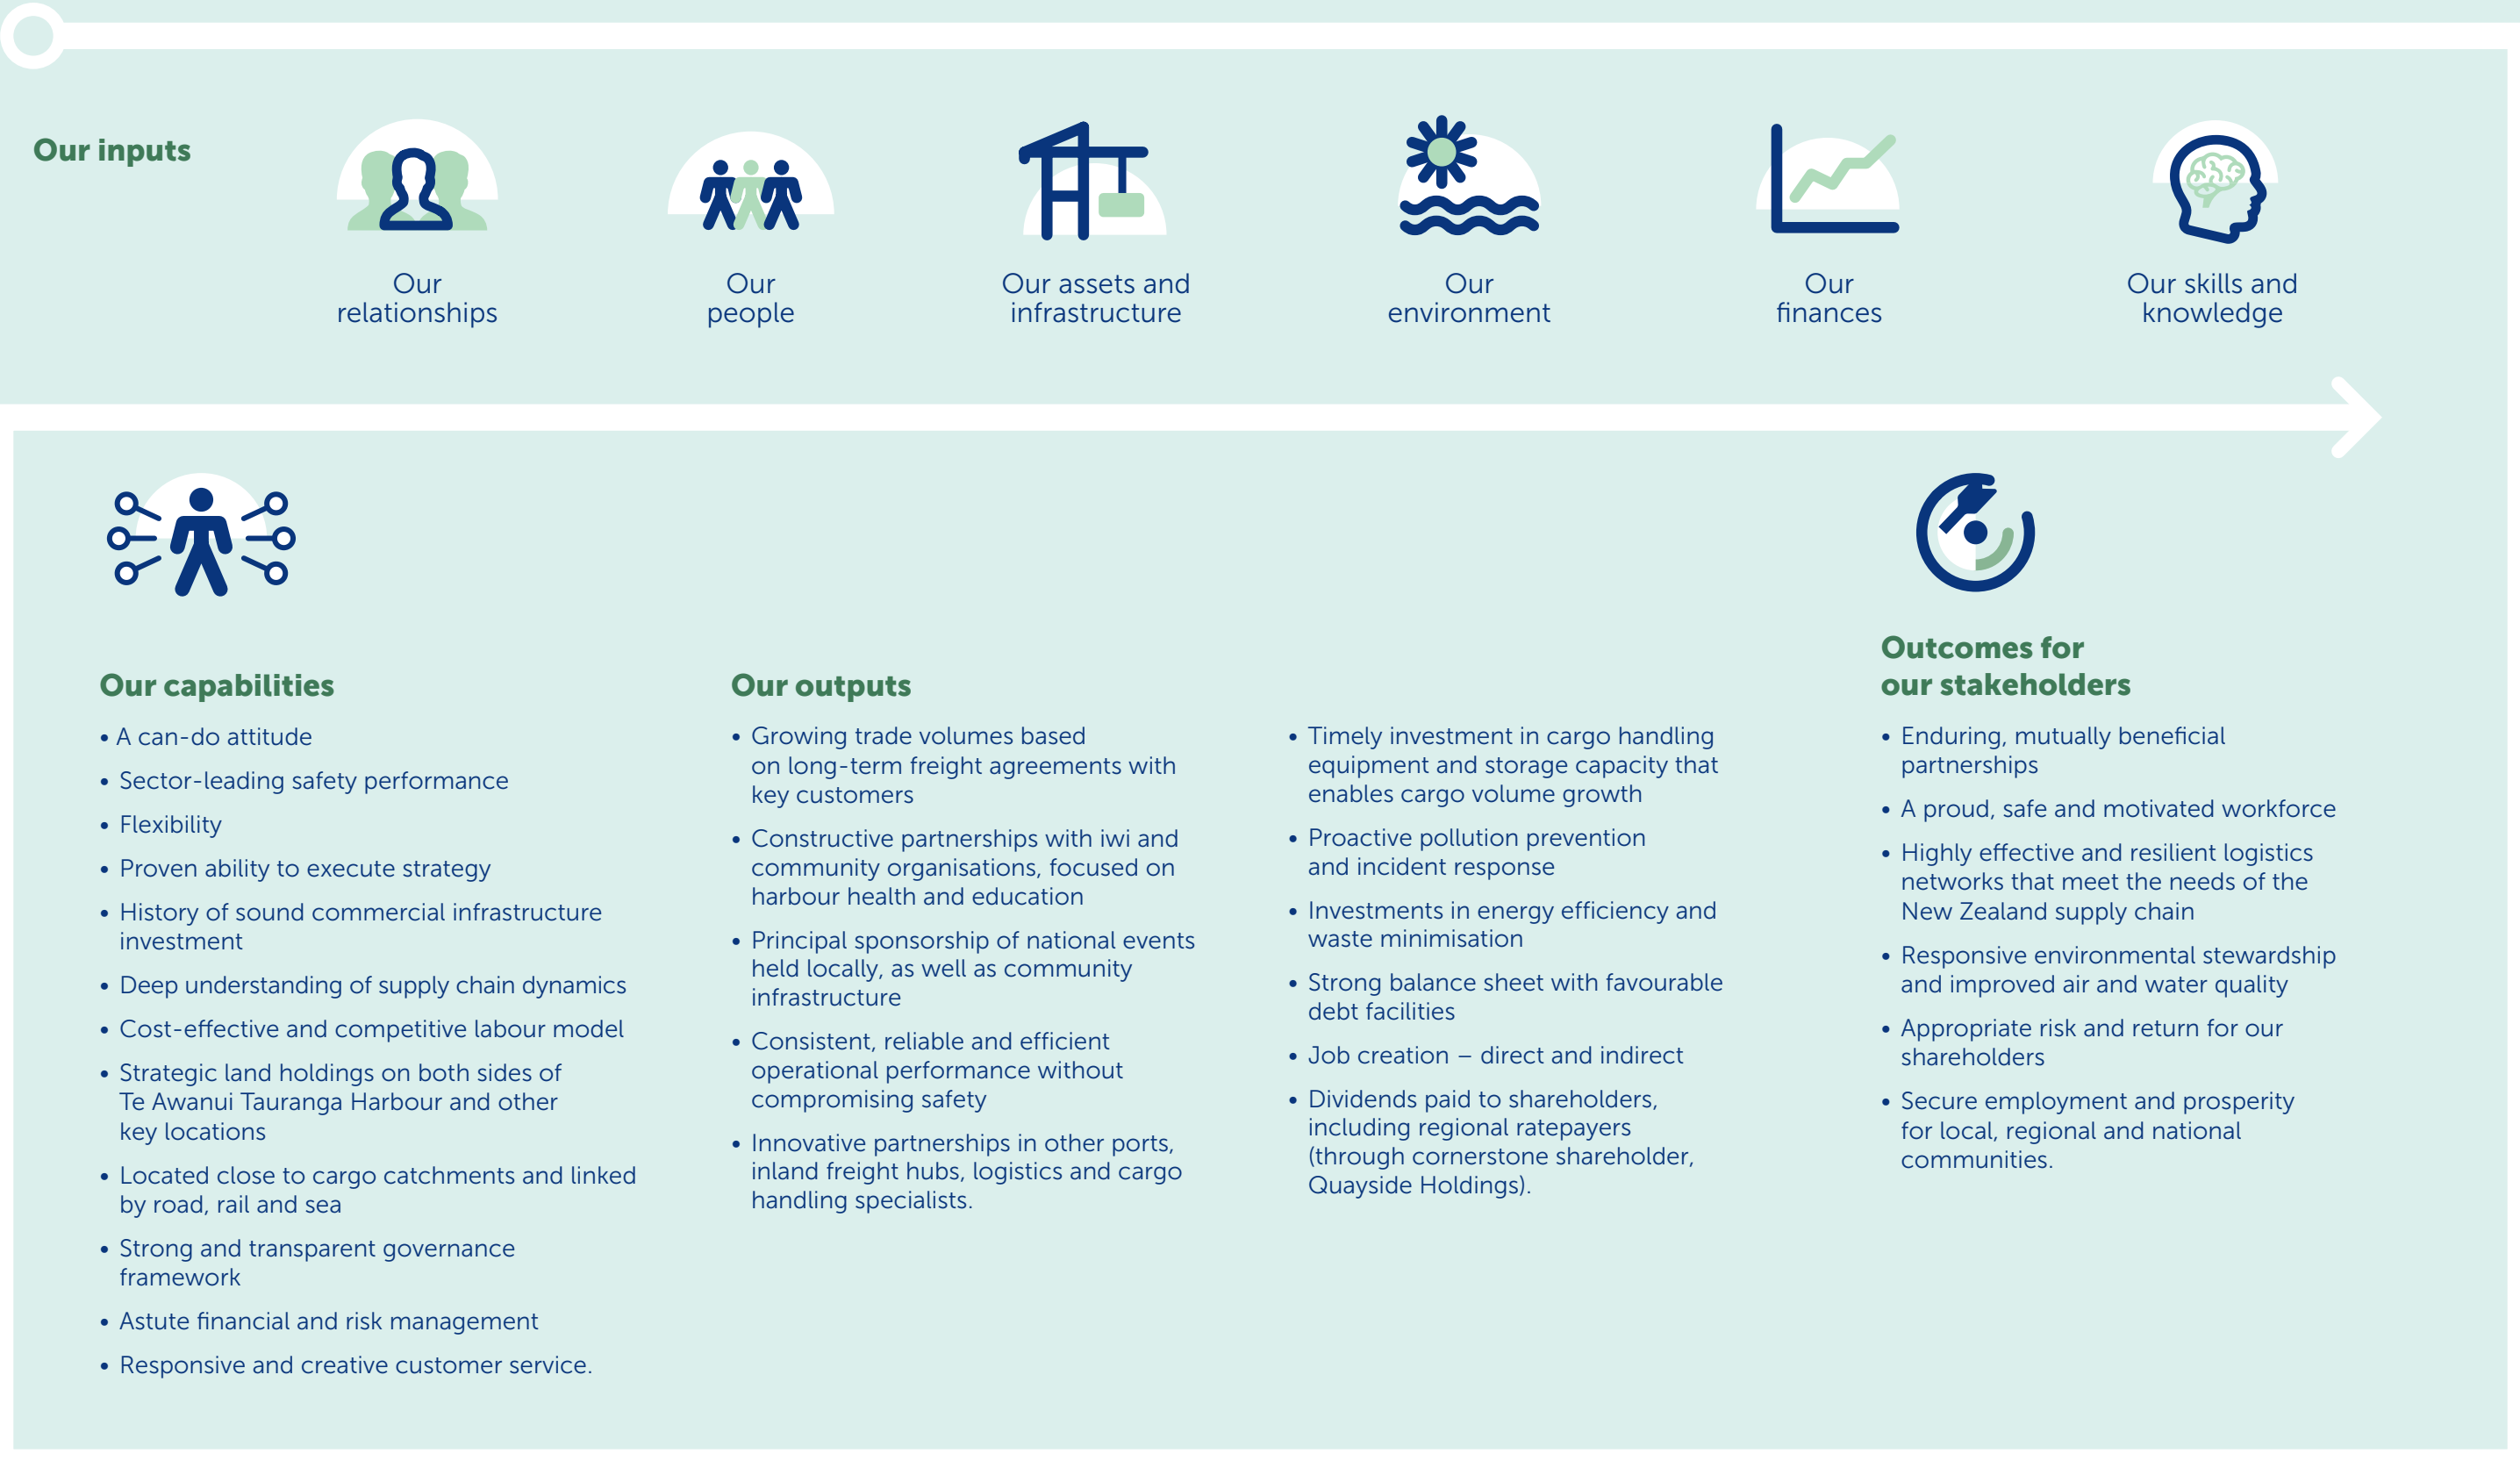 Our inputs
Our
relationships
Our
people
Our assets and
infrastructure
Our
environment
Our
finances
Our skills and
knowledge
Our capabilities
• A can-do attitude
• Sector-leading safety performance
• Flexibility
• Proven ability to execute strategy
• History of sound commercial infrastructure
investment
• Deep understanding of supply chain dynamics
• Cost-effective and competitive labour model
• Strategic land holdings on both sides of
Te Awanui Tauranga Harbour and other
key locations
• Located close to cargo catchments and linked
by road, rail and sea
• Strong and transparent governance
framework
• Astute financial and risk management
• Responsive and creative customer service.
Our outputs
• Growing trade volumes based
on long-term freight agreements with
key customers
• Constructive partnerships with iwi and
community organisations, focused on
harbour health and education
• Principal sponsorship of national events
held locally, as well as community
infrastructure
• Consistent, reliable and efficient
operational performance without
compromising safety
• Innovative partnerships in other ports,
inland freight hubs, logistics and cargo
handling specialists.
• Timely investment in cargo handling
equipment and storage capacity that
enables cargo volume growth
• Proactive pollution prevention
and incident response
• Investments in energy efficiency and
waste minimisation
• Strong balance sheet with favourable
debt facilities
• Job creation – direct and indirect
• Dividends paid to shareholders,
including regional ratepayers
(through cornerstone shareholder,
Quayside Holdings).
Outcomes for
our stakeholders
• Enduring, mutually beneficial
partnerships
• A proud, safe and motivated workforce
• Highly effective and resilient logistics
networks that meet the needs of the
New Zealand supply chain
• Responsive environmental stewardship
and improved air and water quality
• Appropriate risk and return for our
shareholders
• Secure employment and prosperity
for local, regional and national
communities.